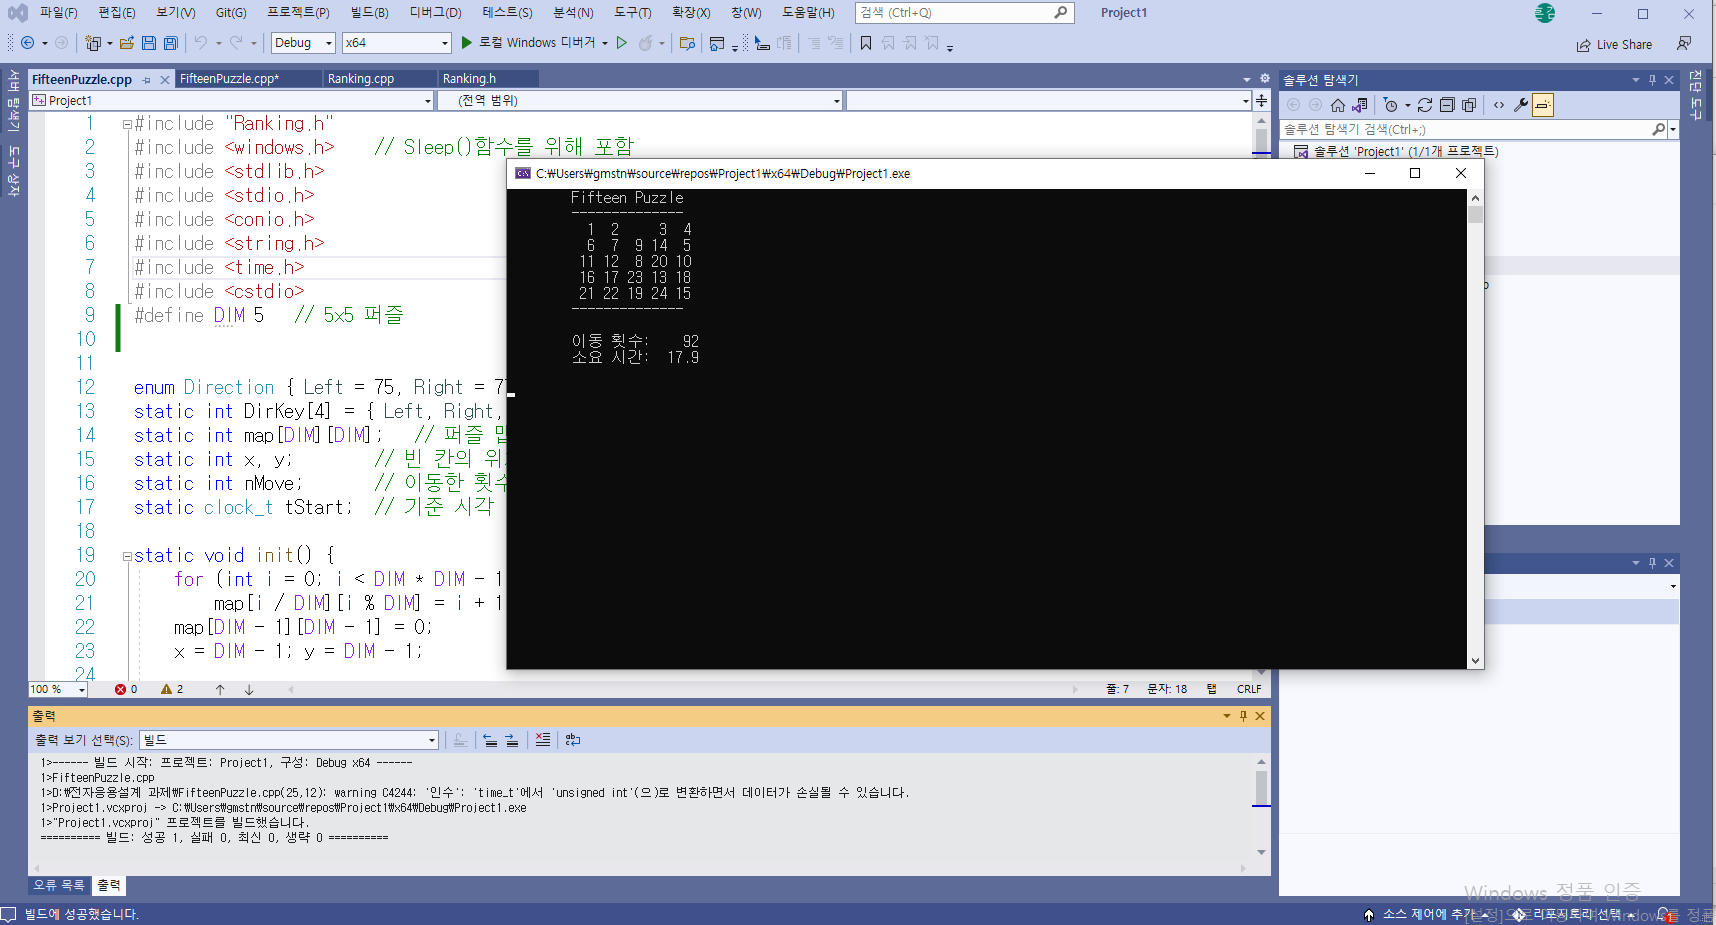 파일(F) 편집(E) 보기(V) Git(G) 프로젝트(P) 빌드(B) 디버그(D) 테스트(S) 분석(N) 도구(T) 확장(X) 창(W) 도움말(H) 검색 (Ctrl+Q) Project1
Debug x64 로컬 Windows 디버거 Live Share
서버 탐색기
도구 상자
FifteenPuzzle.cpp FifteenPuzzle.cpp* Ranking.cpp Ranking.h
Project1 (전역 범위)
1 #include "Ranking.h"
2 #include <windows.h> // Sleep()함수를 위해 포함
3 #include <stdlib.h>
4 #include <stdio.h>
5 #include <conio.h>
6 #include <string.h>
7 #include <time.h>
8 #include <cstdio>
9 #define DIM 5 // 5x5 퍼즐
10
11
12 enum Direction { Left = 75, Right = 7
13 static int DirKey[4] = { Left, Right,
14 static int map[DIM][DIM]; // 퍼즐 맵
15 static int x, y; // 빈 칸의 위
16 static int nMove; // 이동한 횟수
17 static clock_t tStart; // 기준 시각
18
19 static void init() {
20 for (int i = 0; i < DIM * DIM - 1
21 map[i / DIM][i % DIM] = i + 1
22 map[DIM - 1][DIM - 1] = 0;
23 x = DIM - 1; y = DIM - 1;
24
C:₩Users₩gmstn₩source₩repos₩Project1₩x64₩Debug₩Project1.exe
Fifteen Puzzle
--------------
1 2 3 4
6 7 9 14 5
11 12 8 20 10
16 17 23 13 18
21 22 19 24 15
--------------
이동 횟수: 92
소요 시간: 17.9
솔루션 탐색기
솔루션 탐색기 검색(Ctrl+;)
솔루션 'Project1' (1/1개 프로젝트)
진단 도구
100 % 0 2 줄: 7 문자: 18 탭 CRLF
출력
출력 보기 선택(S): 빌드
1>------ 빌드 시작: 프로젝트: Project1, 구성: Debug x64 ------
1>FifteenPuzzle.cpp
1>D:₩전자응용설계 과제₩FifteenPuzzle.cpp(25,12): warning C4244: '인수': 'time_t'에서 'unsigned int'(으)로 변환하면서 데이터가 손실될 수 있습니다.
1>Project1.vcxproj -> C:₩Users₩gmstn₩source₩repos₩Project1₩x64₩Debug₩Project1.exe
1>"Project1.vcxproj" 프로젝트를 빌드했습니다.
========== 빌드: 성공 1, 실패 0, 최신 0, 생략 0 ==========
오류 목록 출력
Windows 정품 인증
빌드에 성공했습니다. 소스 제어에 추가 리포지토리 선택 1